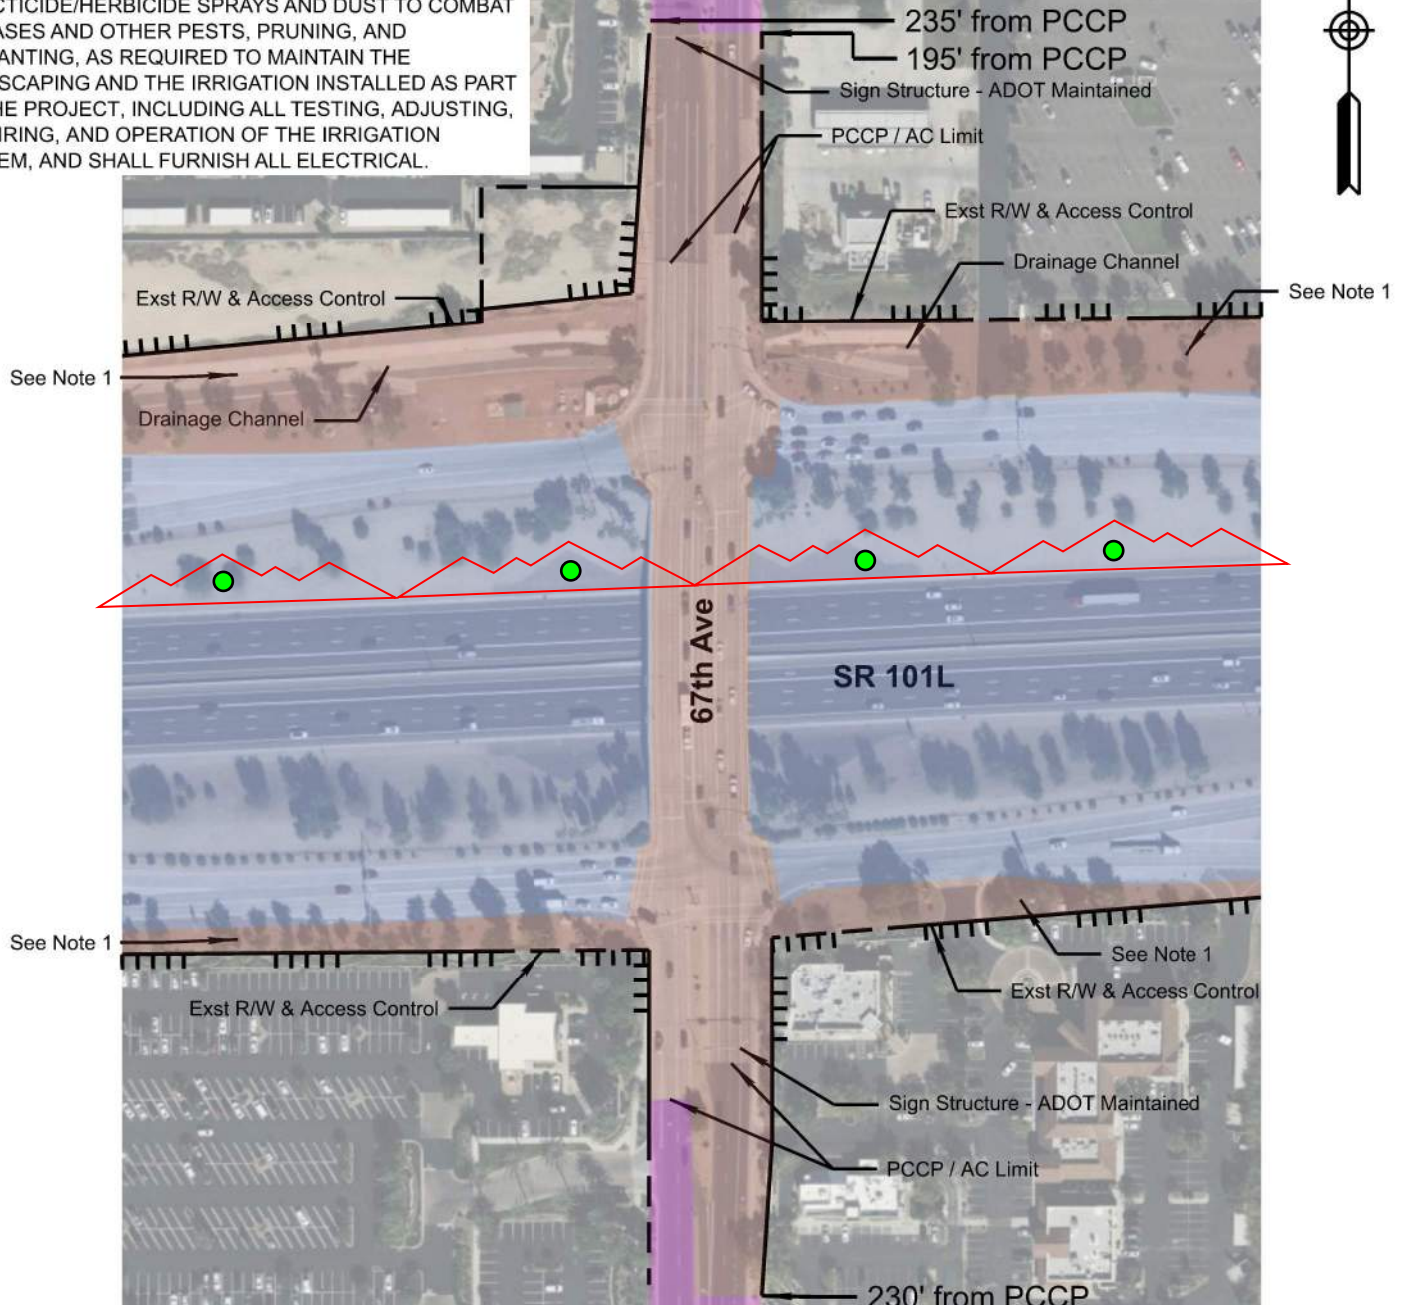 CTICIDE/HERBICIDE SPRAYS AND DUST TO COMBAT
ASES AND OTHER PESTS, PRUNING, AND
ANTING, AS REQUIRED TO MAINTAIN THE
SCAPING AND THE IRRIGATION INSTALLED AS PART
HE PROJECT, INCLUDING ALL TESTING, ADJUSTING,
IRING, AND OPERATION OF THE IRRIGATION
EM, AND SHALL FURNISH ALL ELECTRICAL.
235' from PCCP
195' from PCCP
Sign Structure - ADOT Maintained
PCCP / AC Limit
Exst R/W & Access Control
Drainage Channel
See Note 1
Exst R/W & Access Control
See Note 1
Drainage Channel
67th Ave
SR 101L
See Note 1
See Note 1
Exst R/W & Access Control
Exst R/W & Access Control
Sign Structure - ADOT Maintained
PCCP / AC Limit
230' from PCCP